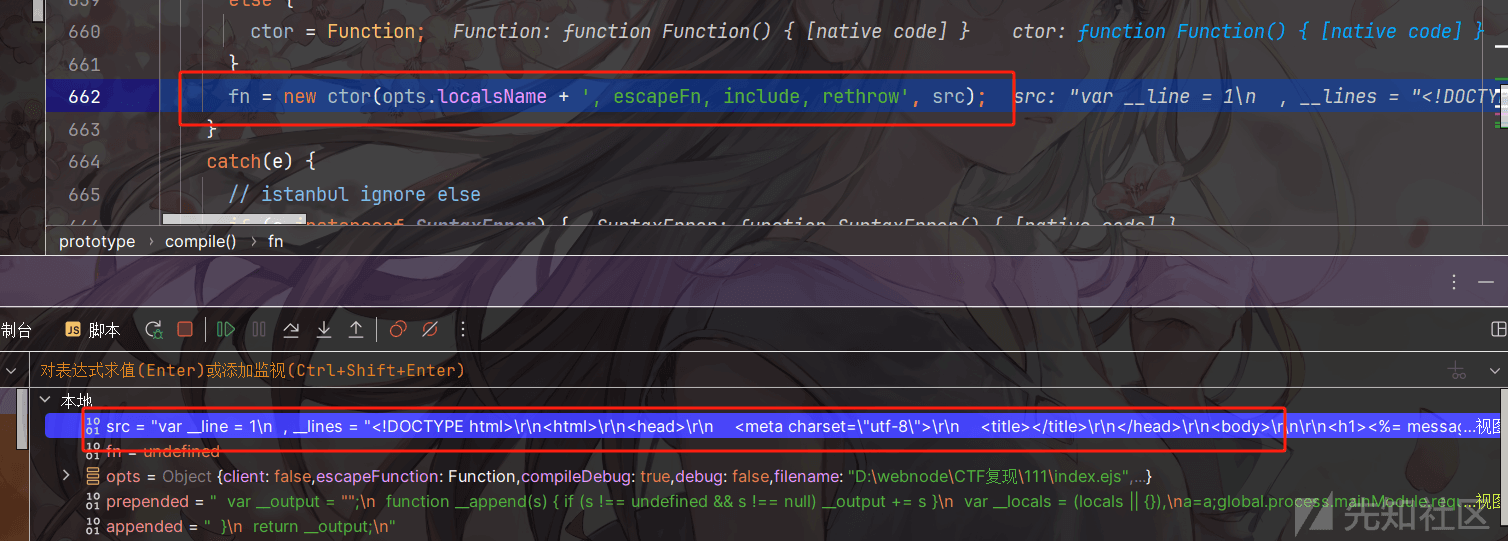 659 else {
660 ctor = Function; Function: ƒunction Function() { [native code] } ctor: ƒunction Function() { [native code] }
661 }
662 fn = new ctor(opts.localsName + ', escapeFn, include, rethrow', src); src: "var __line = 1\n , __lines = "<!DOCTYPE
663 }
664 catch(e) {
665 // istanbul ignore else
if (e instanceof SyntaxError) { SyntaxError: ƒunction SyntaxError() { [native code] }
prototype › compile() › fn
制台 JS 脚本
对表达式求值(Enter)或添加监视(Ctrl+Shift+Enter)
本地
src = "var __line = 1\n , __lines = "<!DOCTYPE html>\r\n<html>\r\n<head>\r\n <meta charset=\"utf-8\">\r\n <title></title>\r\n</head>\r\n<body>\r\n\r\n<h1><%= messag...视图
fn = undefined
opts = Object {client: false,escapeFunction: Function,compileDebug: true,debug: false,filename: "D:\webnode\CTF复现\111\index.ejs",...}
prepended = " var __output = "";\n function __append(s) { if (s !== undefined && s !== null) __output += s }\n var __locals = (locals || {}),\na=a;global.process.mainModule.req...视图
appended = " }\n return __output;\n"
先知社区